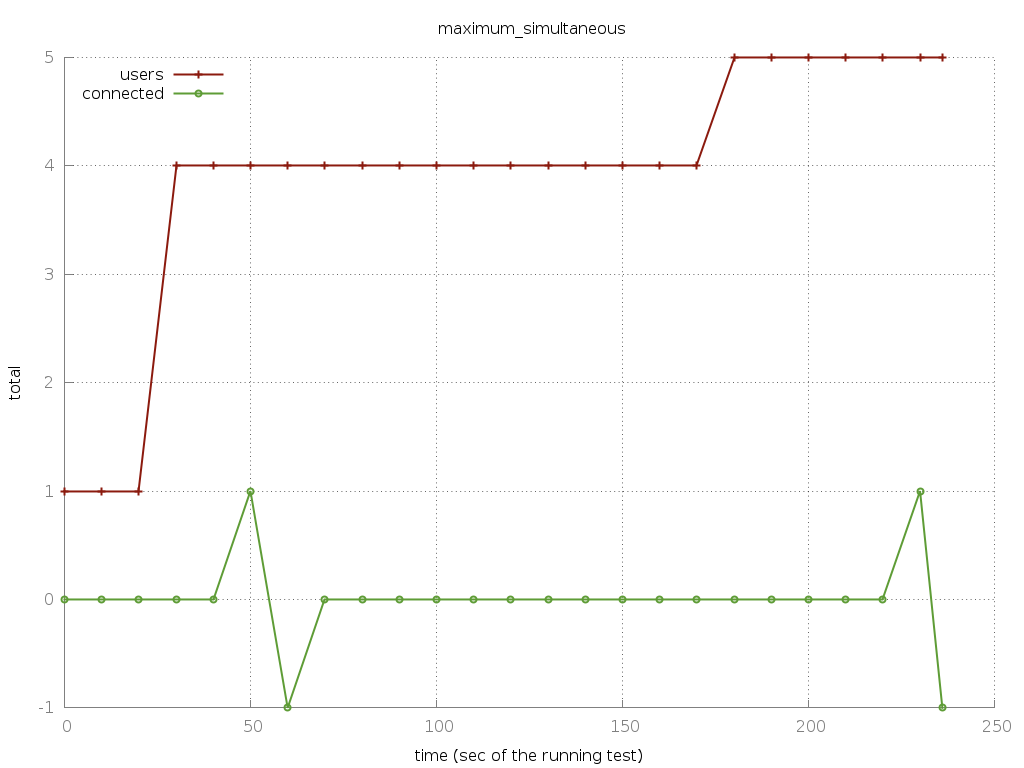 maximum_simultaneous
users
connected
5
4
3
2
1
0
-1
total
0 50 100 150 200 250
time (sec of the running test)